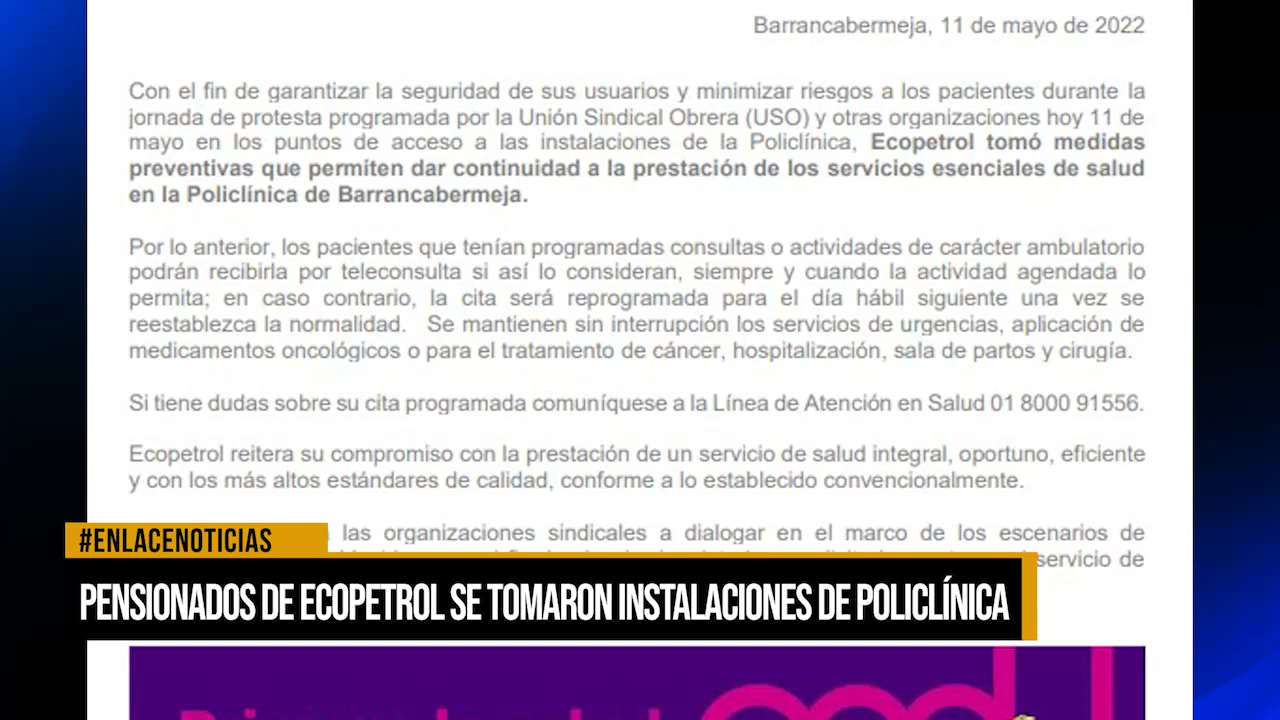 Barrancabermeja, 11 de mayo de 2022
Con el fin de garantizar la seguridad de sus usuarios y minimizar riesgos a los pacientes durante la
jornada de protesta programada por la Unión Sindical Obrera (USO) y otras organizaciones hoy 11 de
mayo en los puntos de acceso a las instalaciones de la Policlínica, Ecopetrol tomó medidas
preventivas que permiten dar continuidad a la prestación de los servicios esenciales de salud
en la Policlínica de Barrancabermeja.
Por lo anterior, los pacientes que tenían programadas consultas o actividades de carácter ambulatorio
podrán recibirla por teleconsulta si así lo consideran, siempre y cuando la actividad agendada lo
permita; en caso contrario, la cita será reprogramada para el día hábil siguiente una vez se
reestablezca la normalidad. Se mantienen sin interrupción los servicios de urgencias, aplicación de
medicamentos oncológicos o para el tratamiento de cáncer, hospitalización, sala de partos y cirugía.
Si tiene dudas sobre su cita programada comuníquese a la Línea de Atención en Salud 01 8000 91556.
Ecopetrol reitera su compromiso con la prestación de un servicio de salud integral, oportuno, eficiente
y con los más altos estándares de calidad, conforme a lo establecido convencionalmente.
las organizaciones sindicales a dialogar en el marco de los escenarios de
servicio de
#ENLACENOTICIAS
PENSIONADOS DE ECOPETROL SE TOMARON INSTALACIONES DE POLICLÍNICA